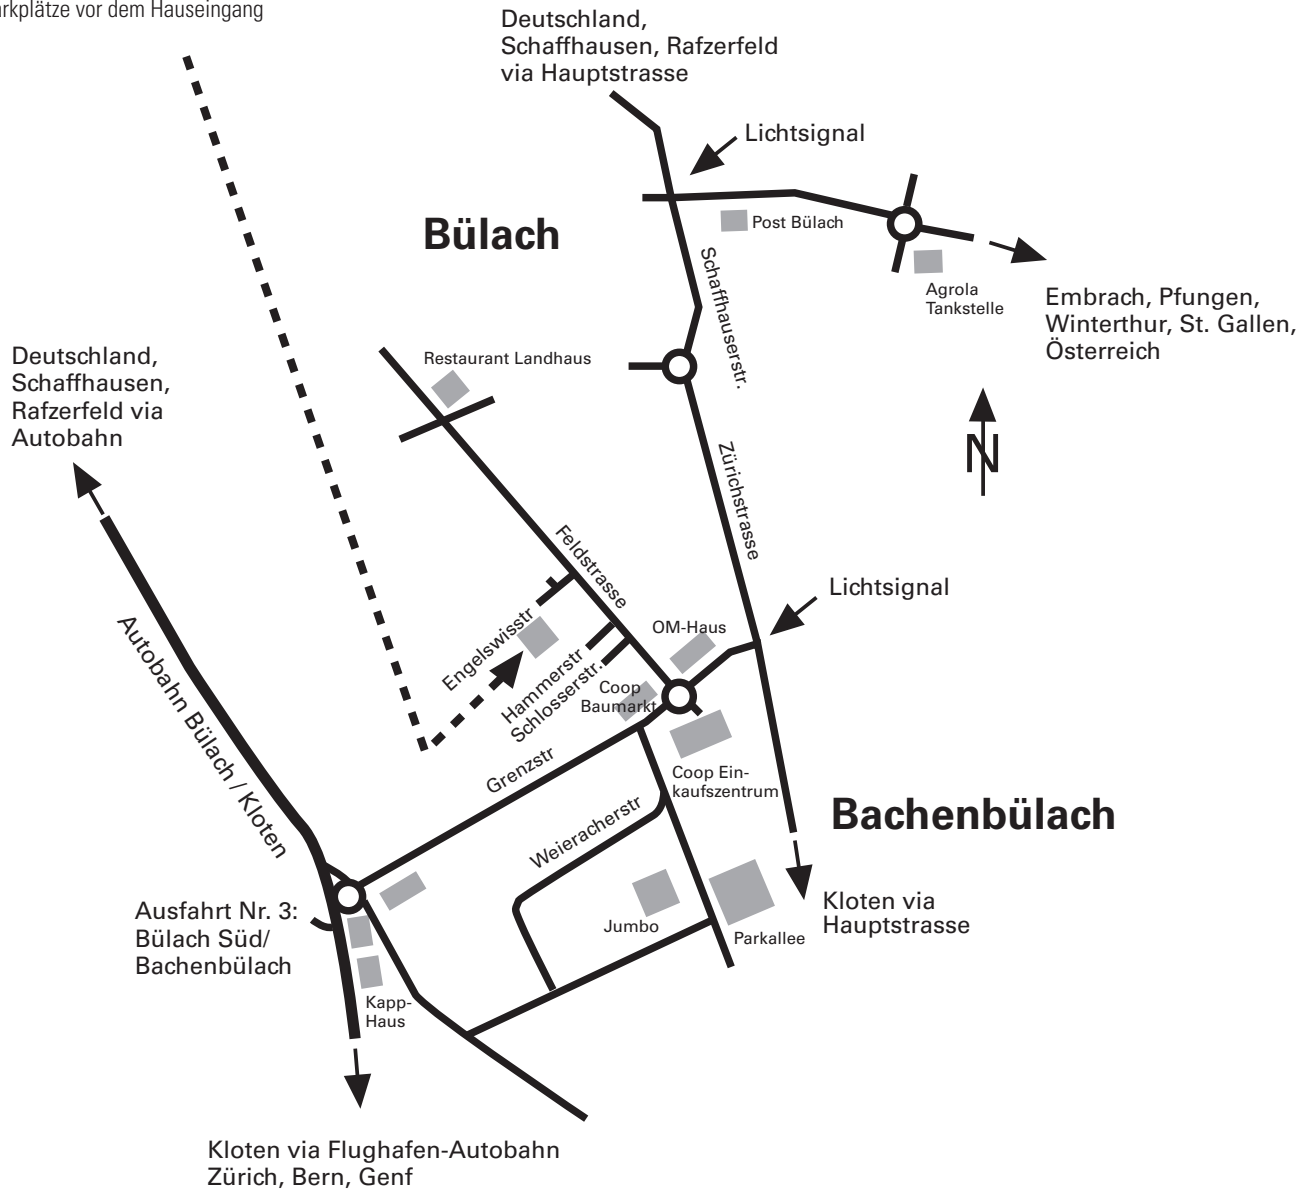 arkplätze vor dem Hauseingang
Deutschland,
Schaffhausen, Rafzerfeld
via Hauptstrasse
Lichtsignal
Bülach
Post Bülach
Schaffhauserstr.
Agrola
Tankstelle
Embrach, Pfungen,
Winterthur, St. Gallen,
Österreich
Restaurant Landhaus
Deutschland,
Schaffhausen,
Rafzerfeld via
Autobahn
N
Zürichstrasse
Feldstrasse
Lichtsignal
OM-Haus
Engelswisstr
Hammerstr
Schlosserstr.
Coop
Baumarkt
Autobahn Bülach / Kloten
Grenzstr
Coop Ein-
kaufszentrum
Weieracherstr
Bachenbülach
Ausfahrt Nr. 3:
Bülach Süd/
Bachenbülach
Jumbo
Parkallee
Kloten via
Hauptstrasse
Kapp-
Haus
Kloten via Flughafen-Autobahn
Zürich, Bern, Genf